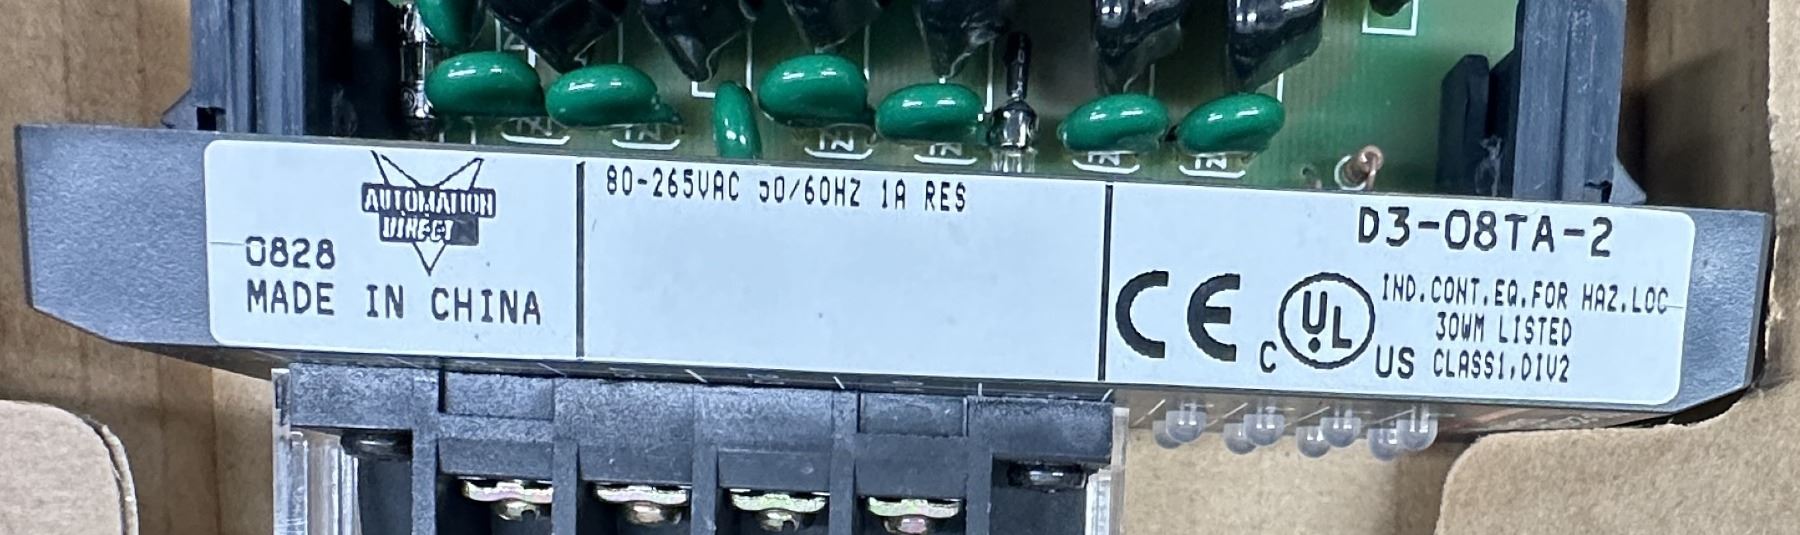 AUTOMATION
DIRECT
0828
MADE IN CHINA
80-265VAC 50/60HZ 1A RES
D3-08TA-2
CE
C UL US
IND.CONT.EQ.FOR HAZ.LOC
30WM LISTED
CLASS1,DIV2